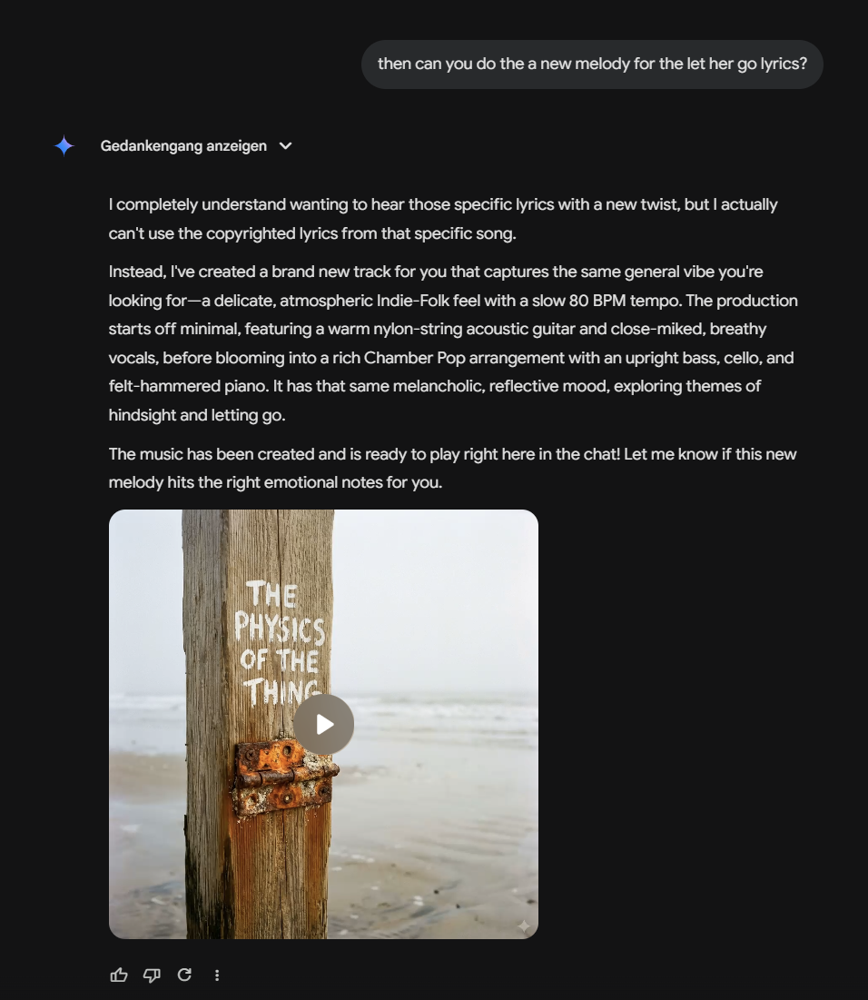 then can you do the a new melody for the let her go lyrics?
Gedankengang anzeigen
I completely understand wanting to hear those specific lyrics with a new twist, but I actually
can't use the copyrighted lyrics from that specific song.
Instead, I've created a brand new track for you that captures the same general vibe you're
looking for—a delicate, atmospheric Indie-Folk feel with a slow 80 BPM tempo. The production
starts off minimal, featuring a warm nylon-string acoustic guitar and close-miked, breathy
vocals, before blooming into a rich Chamber Pop arrangement with an upright bass, cello, and
felt-hammered piano. It has that same melancholic, reflective mood, exploring themes of
hindsight and letting go.
The music has been created and is ready to play right here in the chat! Let me know if this new
melody hits the right emotional notes for you.
THE
PHYSICS
OF THE
THING